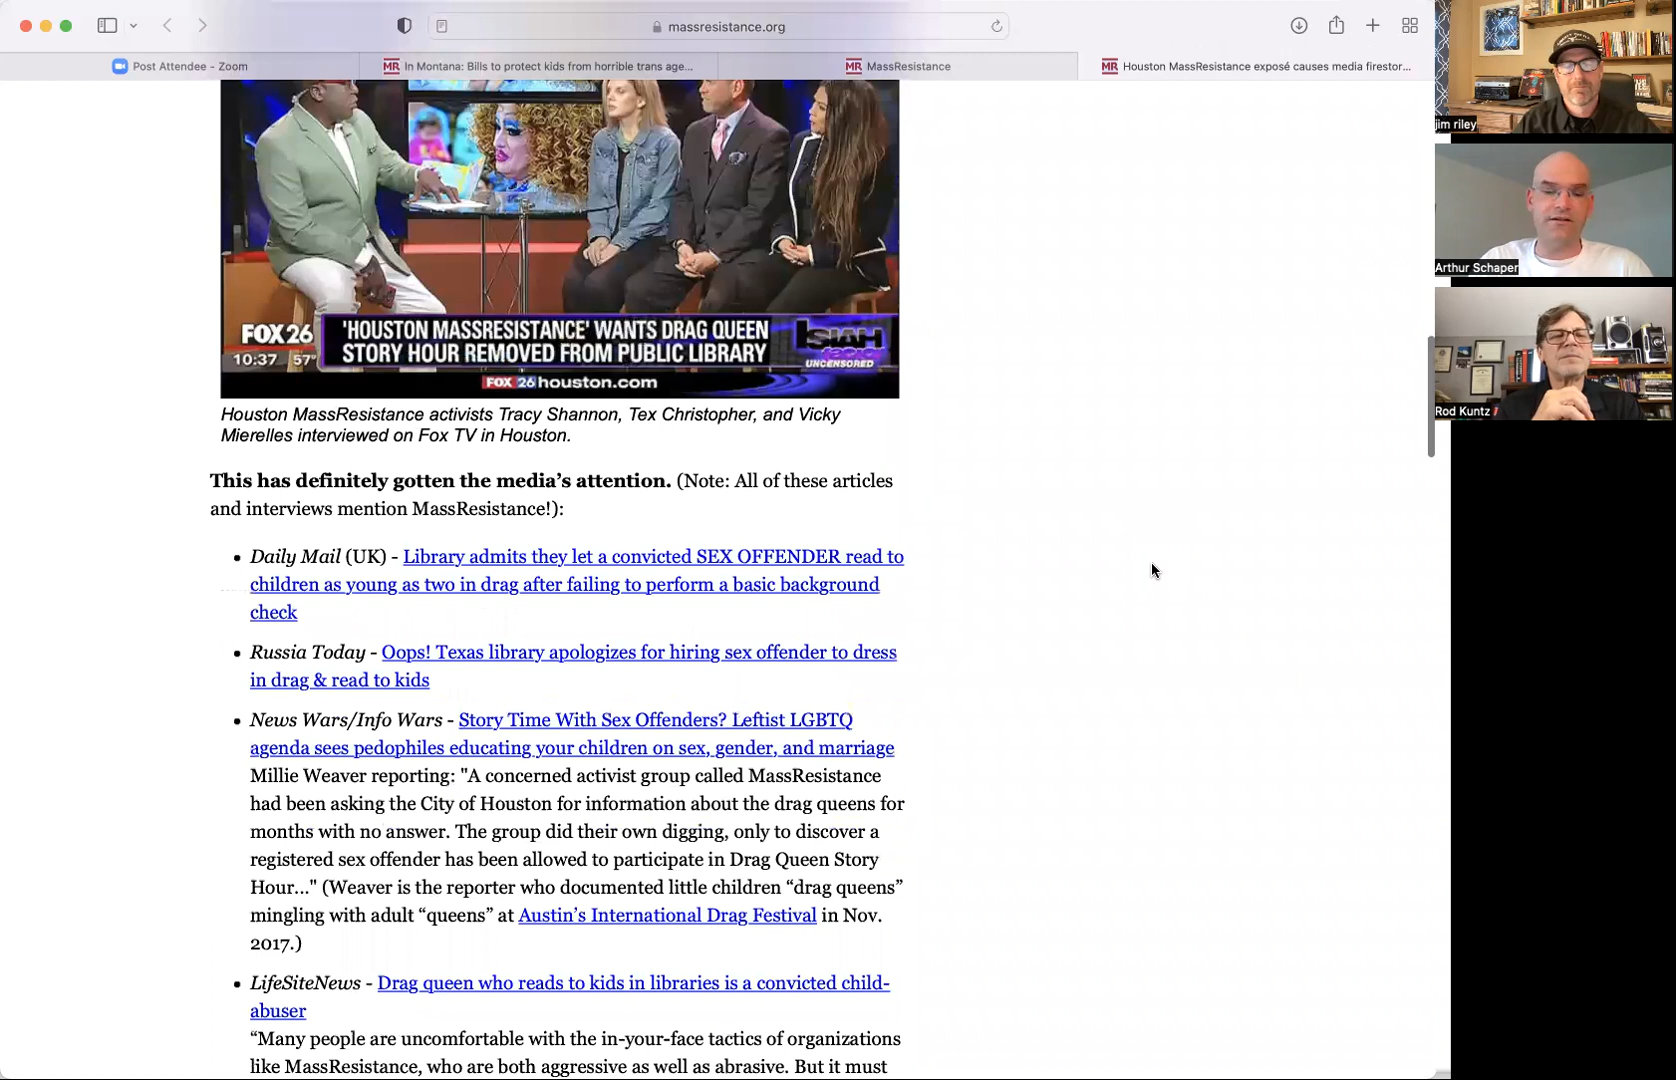 massresistance.org
Post Attendee - Zoom
MR In Montana: Bills to protect kids from horrible trans age...
MR MassResistance
MR Houston MassResistance exposé causes media firestor...
jim riley
Arthur Schaper
Rod Kuntz
FOX 26
10:37 57°
'HOUSTON MASSRESISTANCE' WANTS DRAG QUEEN
STORY HOUR REMOVED FROM PUBLIC LIBRARY
ISIAH
UNCENSORED
FOX 26 houston.com
Houston MassResistance activists Tracy Shannon, Tex Christopher, and Vicky
Mierelles interviewed on Fox TV in Houston.
This has definitely gotten the media’s attention. (Note: All of these articles
and interviews mention MassResistance!):
• Daily Mail (UK) - Library admits they let a convicted SEX OFFENDER read to
children as young as two in drag after failing to perform a basic background
check
• Russia Today - Oops! Texas library apologizes for hiring sex offender to dress
in drag & read to kids
• News Wars/Info Wars - Story Time With Sex Offenders? Leftist LGBTQ
agenda sees pedophiles educating your children on sex, gender, and marriage
Millie Weaver reporting: "A concerned activist group called MassResistance
had been asking the City of Houston for information about the drag queens for
months with no answer. The group did their own digging, only to discover a
registered sex offender has been allowed to participate in Drag Queen Story
Hour..." (Weaver is the reporter who documented little children “drag queens”
mingling with adult “queens” at Austin’s International Drag Festival in Nov.
2017.)
• LifeSiteNews - Drag queen who reads to kids in libraries is a convicted child-
abuser
“Many people are uncomfortable with the in-your-face tactics of organizations
like MassResistance, who are both aggressive as well as abrasive. But it must